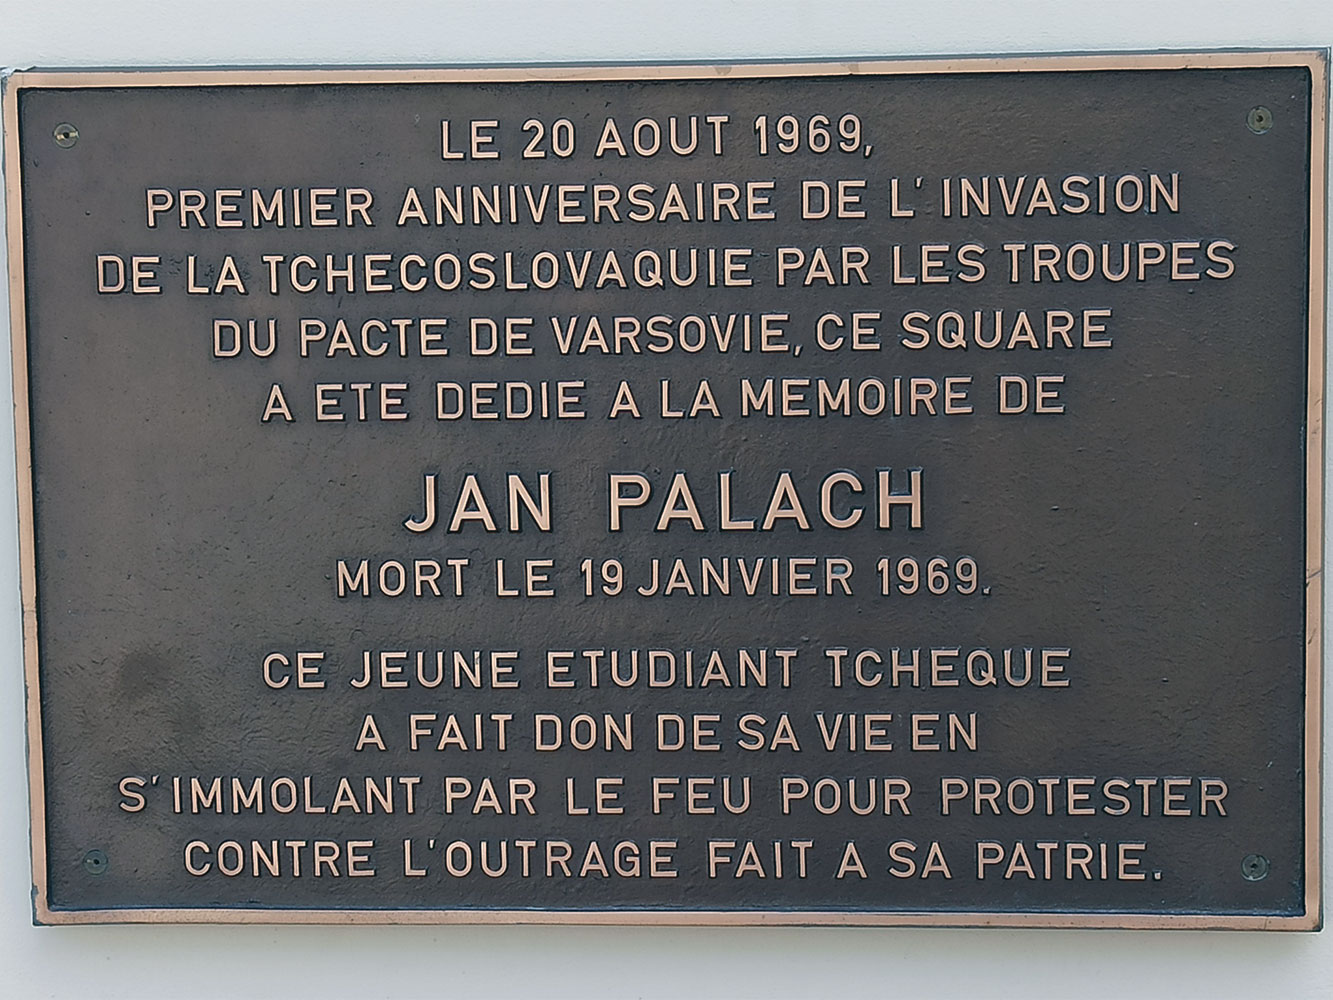 LE 20 AOUT 1969,
PREMIER ANNIVERSAIRE DE L'INVASION
DE LA TCHECOSLOVAQUIE PAR LES TROUPES
DU PACTE DE VARSOVIE, CE SQUARE
A ETE DEDIE A LA MEMOIRE DE
JAN PALACH
MORT LE 19 JANVIER 1969.
CE JEUNE ETUDIANT TCHEQUE
A FAIT DON DE SA VIE EN
S'IMMOLANT PAR LE FEU POUR PROTESTER
CONTRE L'OUTRAGE FAIT A SA PATRIE.